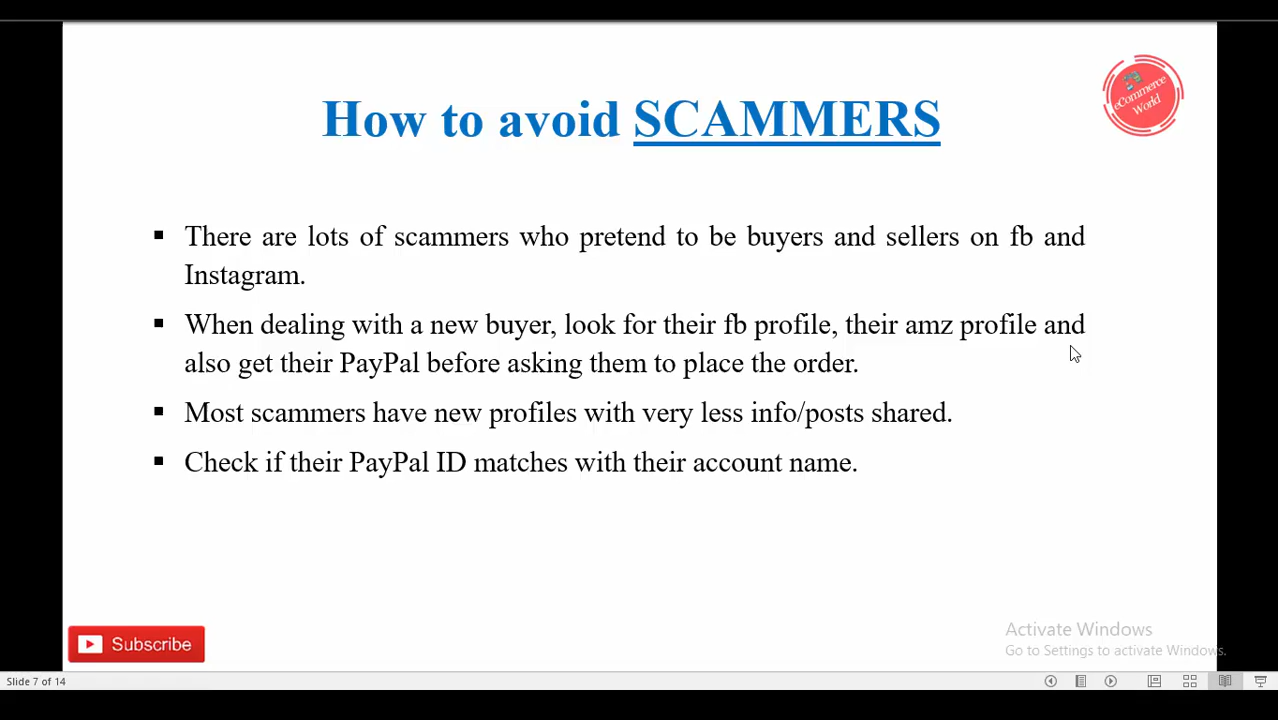 eCommerce
World
How to avoid SCAMMERS
▪ There are lots of scammers who pretend to be buyers and sellers on fb and
Instagram.
▪ When dealing with a new buyer, look for their fb profile, their amz profile and
also get their PayPal before asking them to place the order.
▪ Most scammers have new profiles with very less info/posts shared.
▪ Check if their PayPal ID matches with their account name.
Subscribe
Activate Windows
Go to Settings to activate Windows.
Slide 7 of 14